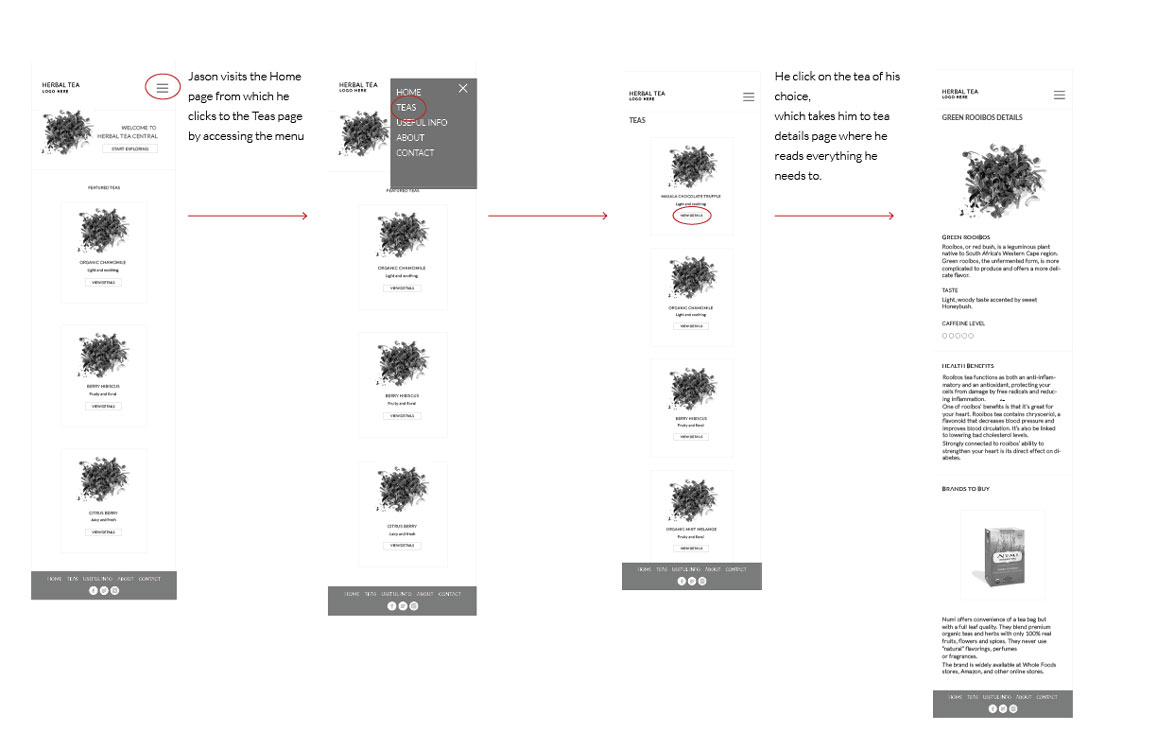 HERBAL TEA
LOGO HERE
WELCOME TO
HERBAL TEA CENTRAL
START EXPLORING
FEATURED TEAS
ORGANIC CHAMOMILE
Light and soothing
VIEW DETAILS
BERRY HIBISCUS
Fruity and floral
VIEW DETAILS
CITRUS BERRY
Juicy and fresh
VIEW DETAILS
HOME TEAS USEFUL INFO ABOUT CONTACT
Jason visits the Home
page from which he
clicks to the Teas page
by accessing the menu
HERBAL TEA
LOGO HERE
HOME
TEAS
USEFUL INFO
ABOUT
CONTACT
FEATURED TEAS
ORGANIC CHAMOMILE
Light and soothing
VIEW DETAILS
BERRY HIBISCUS
Fruity and floral
VIEW DETAILS
CITRUS BERRY
Juicy and fresh
VIEW DETAILS
HOME TEAS USEFUL INFO ABOUT CONTACT
HERBAL TEA
LOGO HERE
TEAS
MASALA CHOCOLATE TRUFFLE
Light and soothing
VIEW DETAILS
ORGANIC CHAMOMILE
Light and soothing
VIEW DETAILS
BERRY HIBISCUS
Fruity and floral
VIEW DETAILS
ORGANIC MINT MELANGE
Fruity and floral
VIEW DETAILS
HOME TEAS USEFUL INFO ABOUT CONTACT
He click on the tea of his
choice,
which takes him to tea
details page where he
reads everything he
needs to.
HERBAL TEA
LOGO HERE
GREEN ROOIBOS DETAILS
GREEN ROOIBOS
Rooibos, or red bush, is a leguminous plant
native to South Africa's Western Cape region.
Green rooibos, the unfermented form, is more
complicated to produce and offers a more deli-
cate flavor.
TASTE
Light, woody taste accented by sweet
Honeybush.
CAFFEINE LEVEL
HEALTH BENEFITS
Rooibos tea functions as both an anti-inflam-
matory and an antioxidant, protecting your
cells from damage by free radicals and reduc-
ing inflammation.
One of rooibos' benefits is that it's great for
your heart. Rooibos tea contains chrysoeriol, a
flavonoid that decreases blood pressure and
improves blood circulation. It's also be linked
to lowering bad cholesterol levels.
Strongly connected to rooibos' ability to
strengthen your heart is its direct effect on di-
abetes.
BRANDS TO BUY
NUMI
Numi offers convenience of a tea bag but
with a full leaf quality. They blend premium
organic teas and herbs with only 100% real
fruits, flowers and spices. They never use
"natural" flavorings, perfumes
or fragrances.
The brand is widely available at Whole Foods
stores, Amazon, and other online stores.
HOME TEAS USEFUL INFO ABOUT CONTACT